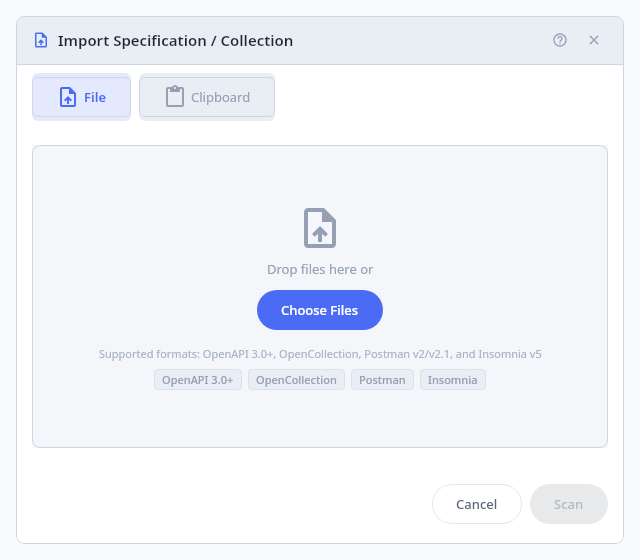 Import Specification / Collection
File
Clipboard
Drop files here or
Choose Files
Supported formats: OpenAPI 3.0+, OpenCollection, Postman v2/v2.1, and Insomnia v5
OpenAPI 3.0+ OpenCollection Postman Insomnia
Cancel Scan